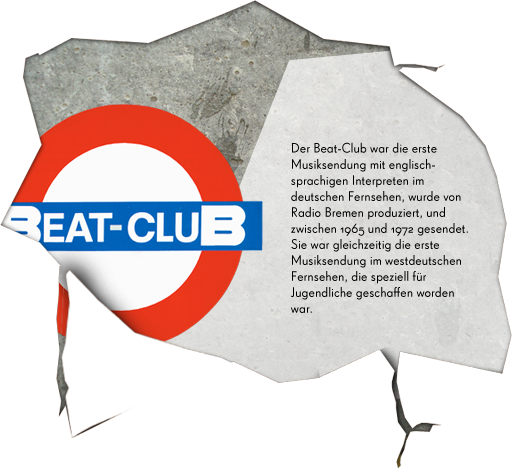 BEAT-CLUB
Der Beat-Club war die erste
Musiksendung mit englisch-
sprachigen Interpreten im
deutschen Fernsehen, wurde von
Radio Bremen produziert, und
zwischen 1965 und 1972 gesendet.
Sie war gleichzeitig die erste
Musiksendung im westdeutschen
Fernsehen, die speziell für
Jugendliche geschaffen worden
war.